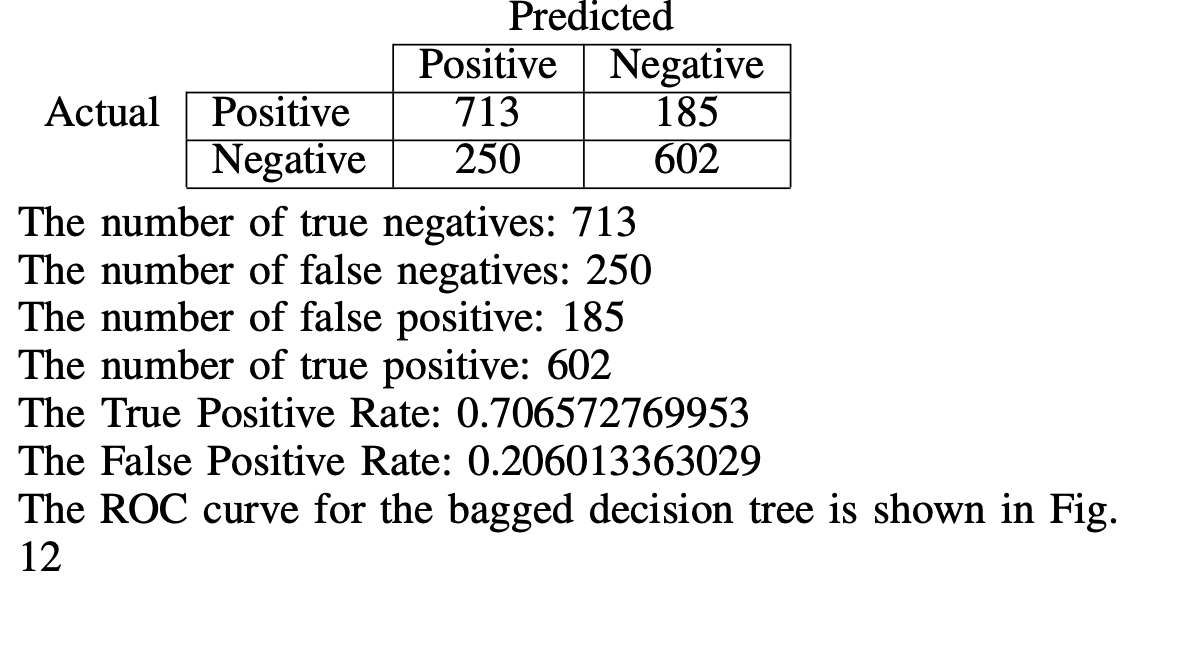 Predicted
Positive Negative
Actual Positive 713 185
Negative 250 602
The number of true negatives: 713
The number of false negatives: 250
The number of false positive: 185
The number of true positive: 602
The True Positive Rate: 0.706572769953
The False Positive Rate: 0.206013363029
The ROC curve for the bagged decision tree is shown in Fig.
12